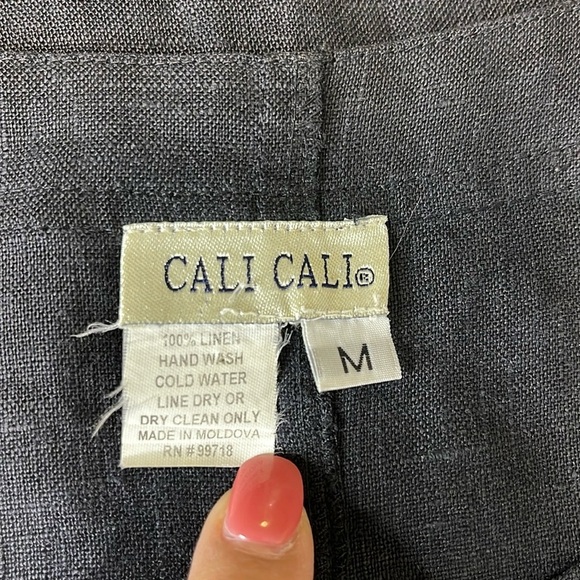 CALI CALI®
100% LINEN
HAND WASH
COLD WATER
LINE DRY OR
DRY CLEAN ONLY
MADE IN MOLDOVA
RN # 99718
M